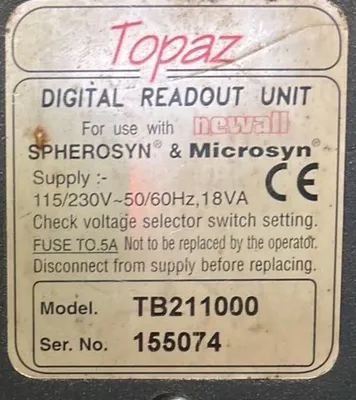 Topaz
DIGITAL READOUT UNIT
For use with newall
SPHEROSYN® & Microsyn®
Supply :-
115/230V~50/60Hz,18VA
CE
Check voltage selector switch setting.
FUSE TO.5A Not to be replaced by the operator.
Disconnect from supply before replacing.
Model. TB211000
Ser. No. 155074